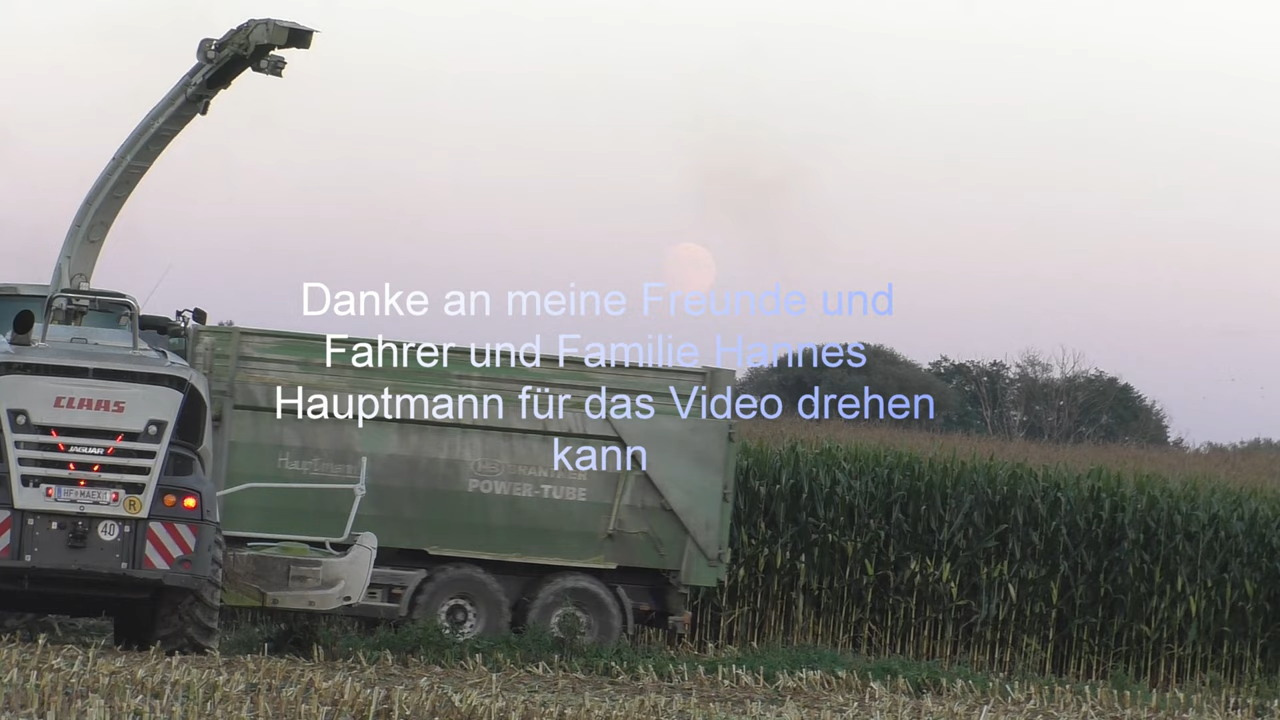 Danke an meine Freunde und
Fahrer und Familie Hannes
Hauptmann für das Video drehen
kann
CLAAS
JAGUAR
40
R
Hauptmann
BRANTNER
POWER-TUBE